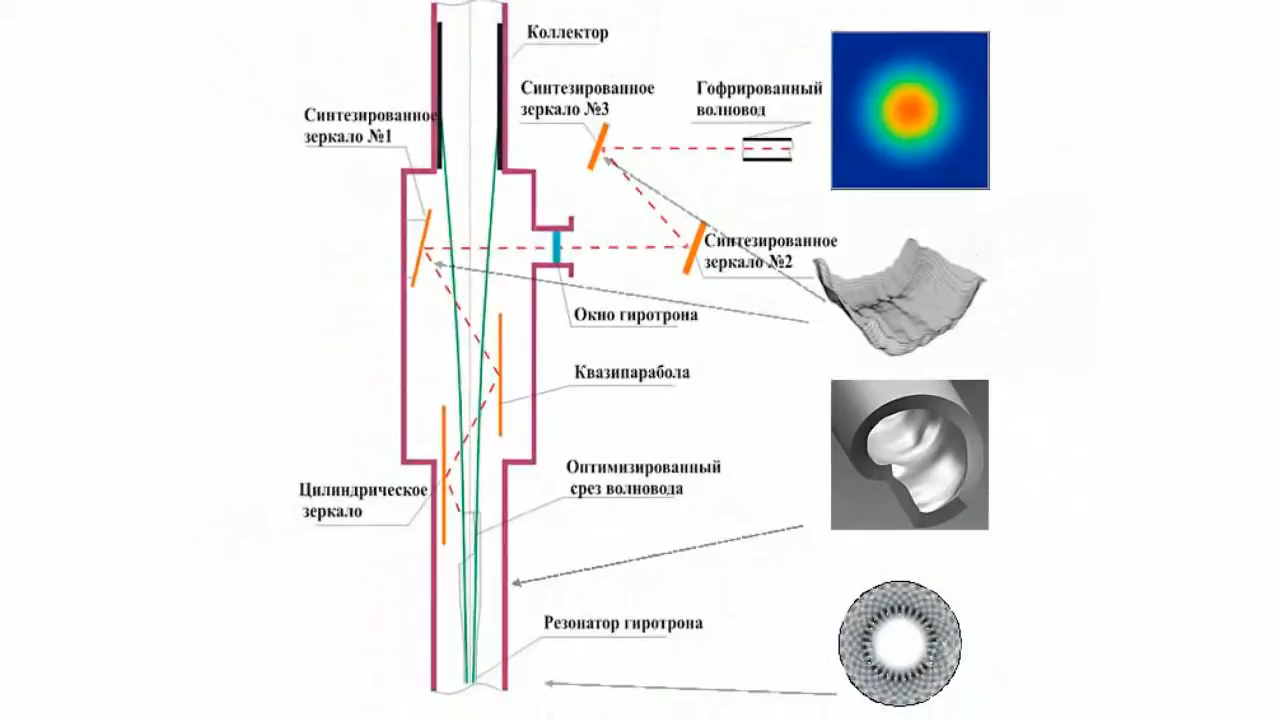 Коллектор
Синтезированное
зеркало №3
Гофрированный
волновод
Синтезированное
зеркало №1
Синтезированное
зеркало №2
Окно гиротрона
Квазипарабола
Оптимизированный
срез волновода
Цилиндрическое
зеркало
Резонатор гиротрона